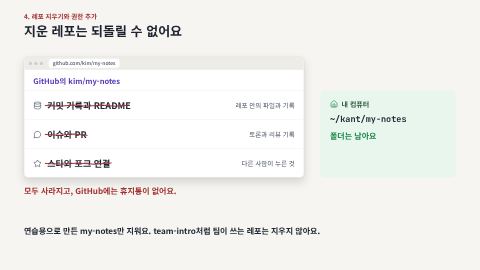 4. 레포 지우기와 권한 추가
지운 레포는 되돌릴 수 없어요
github.com/kim/my-notes
GitHub의 kim/my-notes
커밋 기록과 README
레포 안의 파일과 기록
이슈와 PR
토론과 리뷰 기록
스타와 포크 연결
다른 사람이 누른 것
내 컴퓨터
~/kant/my-notes
폴더는 남아요
모두 사라지고, GitHub에는 휴지통이 없어요.
연습용으로 만든 my-notes만 지워요. team-intro처럼 팀이 쓰는 레포는 지우지 않아요.